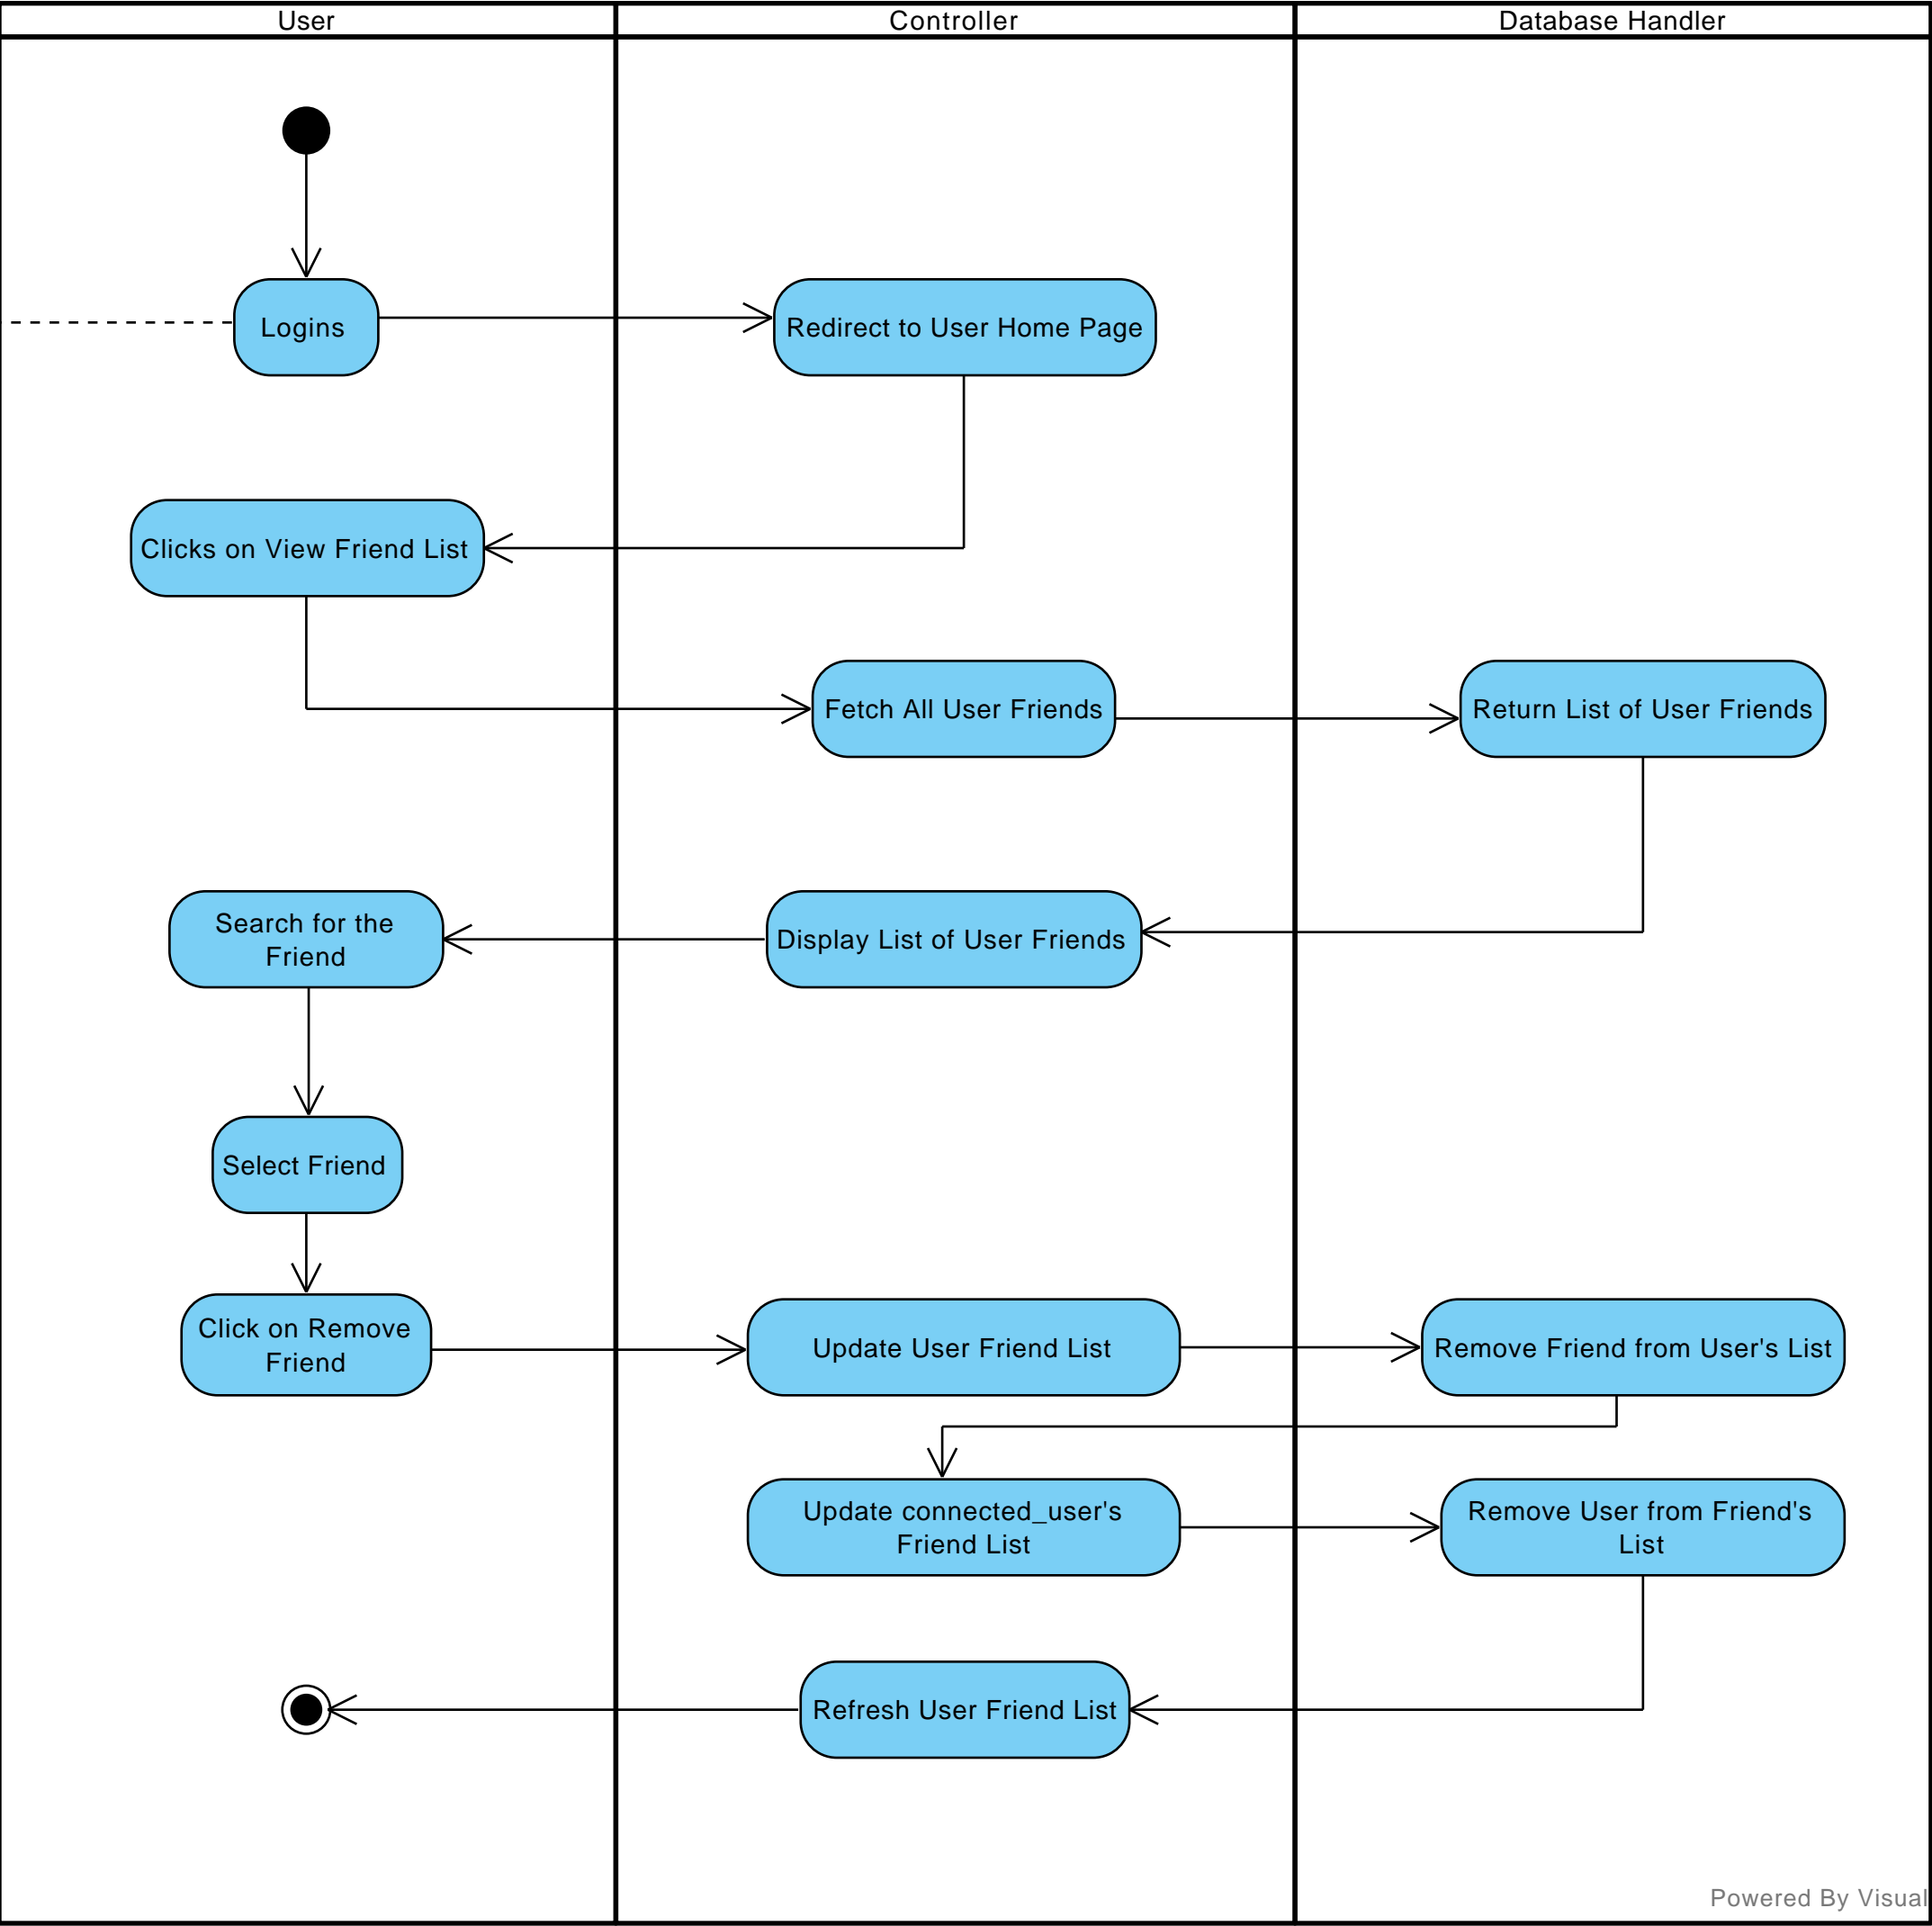 User
Controller
Database Handler
Logins
Redirect to User Home Page
Clicks on View Friend List
Fetch All User Friends
Return List of User Friends
Search for the
Friend
Display List of User Friends
Select Friend
Click on Remove
Friend
Update User Friend List
Remove Friend from User's List
Update connected_user's
Friend List
Remove User from Friend's
List
Refresh User Friend List
Powered By Visual